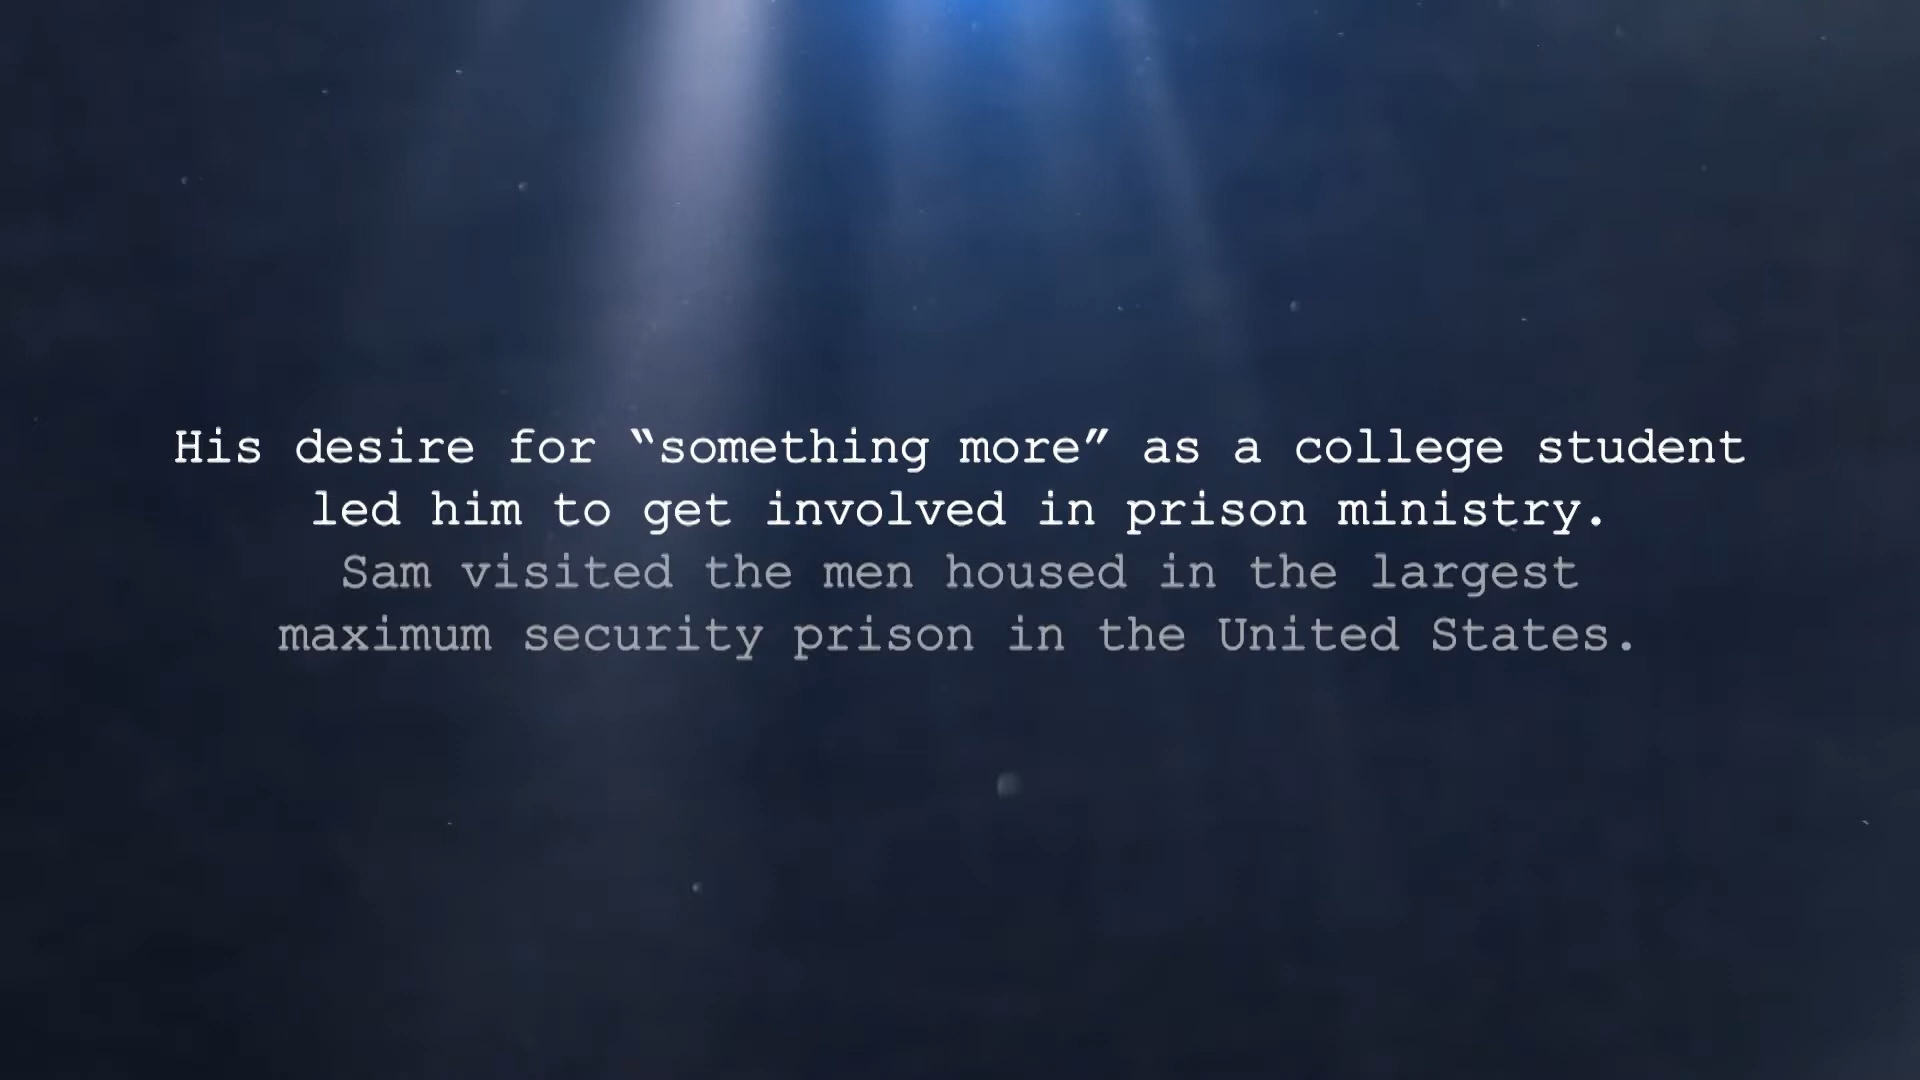 His desire for “something more” as a college student
led him to get involved in prison ministry.
Sam visited the men housed in the largest
maximum security prison in the United States.